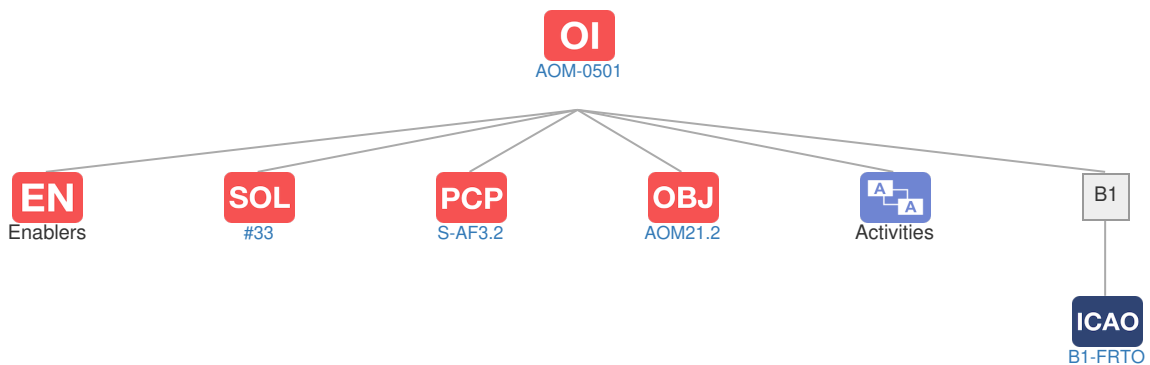 OI
AOM-0501
EN
SOL
PCP
OBJ
A
A
B1
Enablers
#33
S-AF3.2
AOM21.2
Activities
ICAO
B1-FRTO